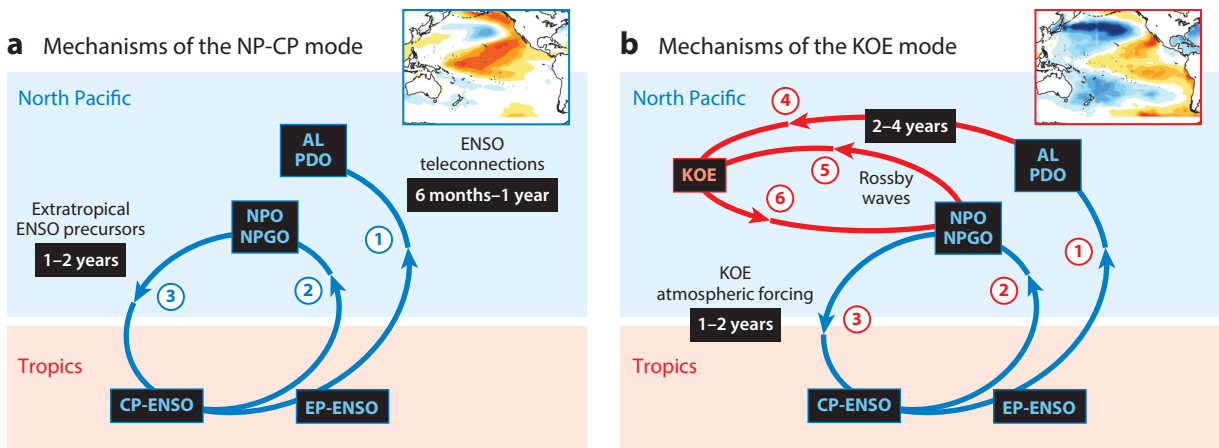 a Mechanisms of the NP-CP mode
North Pacific
AL
PDO
ENSO
teleconnections
6 months–1 year
Extratropical
ENSO precursors
1–2 years
NPO
NPGO
1
2
3
Tropics
CP-ENSO
EP-ENSO
b Mechanisms of the KOE mode
North Pacific
4
2–4 years
AL
PDO
KOE
5
Rossby
waves
6
NPO
NPGO
1
KOE
atmospheric forcing
1–2 years
2
3
Tropics
CP-ENSO
EP-ENSO